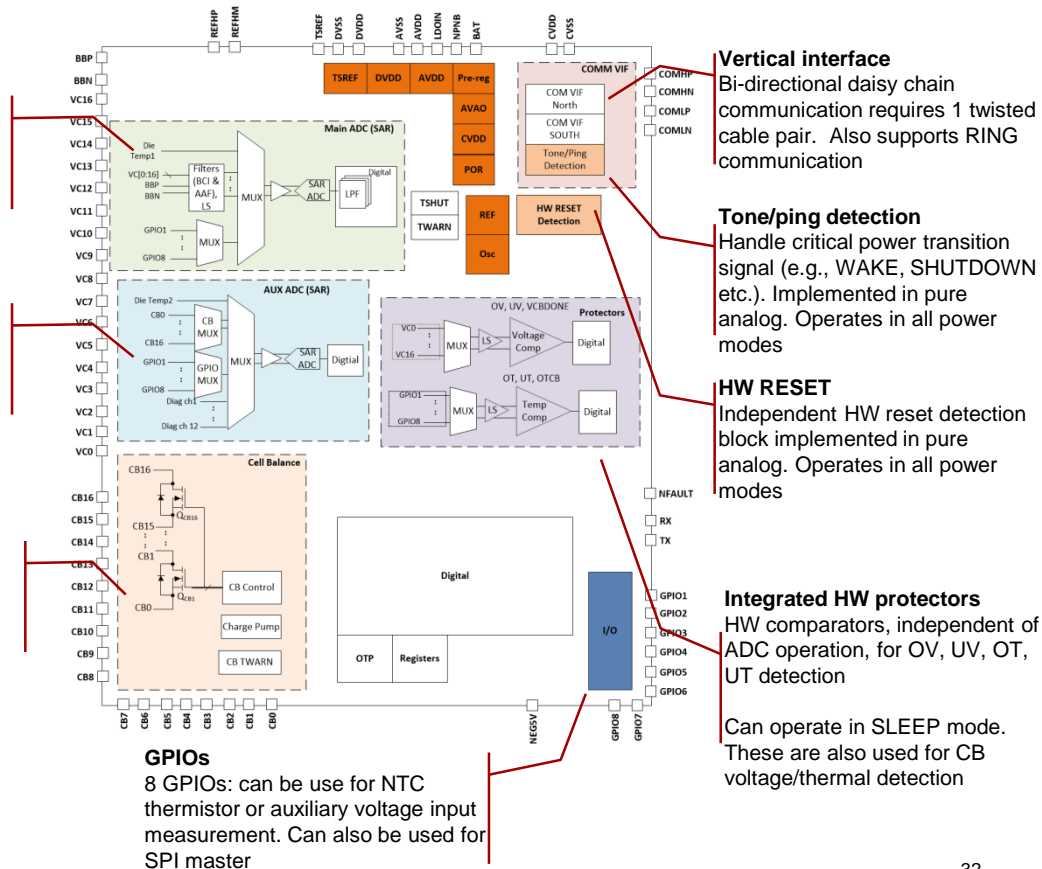 REFHP
REFHM
TSREF
DVSS
DVDD
AVSS
AVDD
LDOIN
NPNB
BAT
CVDD
CVSS
BBP
BBN
VC16
VC15
VC14
VC13
VC12
VC11
VC10
VC9
VC8
VC7
VC6
VC5
VC4
VC3
VC2
VC1
VC0
CB16
CB15
CB14
CB13
CB12
CB11
CB10
CB9
CB8
CB7
CB6
CB5
CB4
CB3
CB2
CB1
CB0
NEG5V
GPIO8
GPIO7
COMHP
COMHN
COMLP
COMLN
NFAULT
RX
TX
GPIO1
GPIO2
GPIO3
GPIO4
GPIO5
GPIO6
Main ADC (SAR)
Die
Temp1
VC[0:16]
BBP
BBN
Filters
(BCI &
AAF),
LS
GPIO1
GPIO8
MUX
MUX
SAR
ADC
Digital
LPF
TSREF
DVDD
AVDD
Pre-reg
AVAO
CVDD
POR
TSHUT
TWARN
REF
Osc
COMM VIF
COM VIF
North
COM VIF
SOUTH
Tone/Ping
Detection
HW RESET
Detection
AUX ADC (SAR)
Die Temp2
CB0
CB16
CB
MUX
GPIO1
GPIO8
GPIO
MUX
Diag ch1
Diag ch 12
MUX
SAR
ADC
Digtial
OV, UV, VCBDONE
Protectors
VC0
VC16
MUX
LS
Voltage
Comp
Digital
OT, UT, OTCB
GPIO1
GPIO8
MUX
LS
Temp
Comp
Digital
Cell Balance
CB16
QCB16
CB15
CB1
QCB1
CB0
CB Control
Charge Pump
CB TWARN
Digital
OTP
Registers
I/O
Vertical interface
Bi-directional daisy chain
communication requires 1 twisted
cable pair. Also supports RING
communication
Tone/ping detection
Handle critical power transition
signal (e.g., WAKE, SHUTDOWN
etc.). Implemented in pure
analog. Operates in all power
modes
HW RESET
Independent HW reset detection
block implemented in pure
analog. Operates in all power
modes
Integrated HW protectors
HW comparators, independent of
ADC operation, for OV, UV, OT,
UT detection
Can operate in SLEEP mode.
These are also used for CB
voltage/thermal detection
GPIOs
8 GPIOs: can be use for NTC
thermistor or auxiliary voltage input
measurement. Can also be used for
SPI master